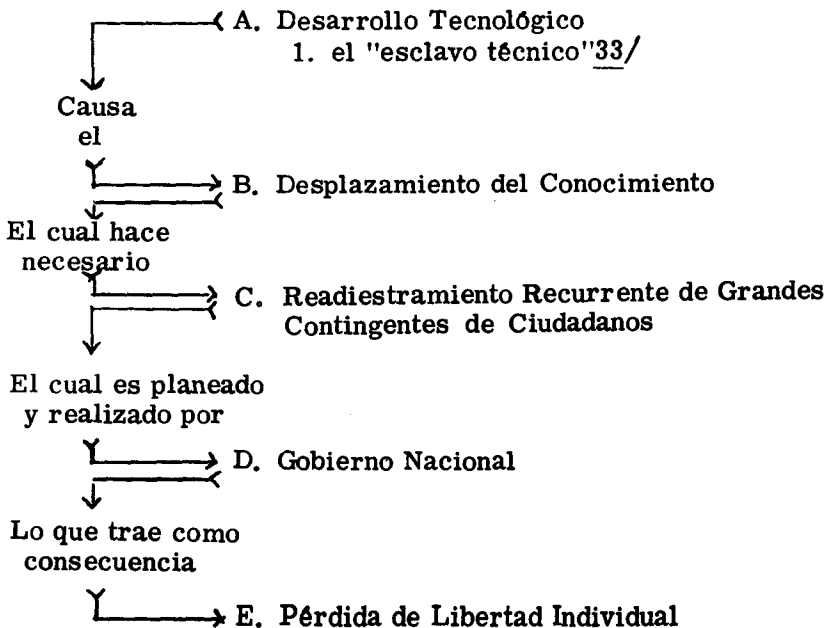 A. Desarrollo Tecnológico
1. el "esclavo técnico"33/
Causa
el
B. Desplazamiento del Conocimiento
El cual hace
necesario
C. Readiestramiento Recurrente de Grandes
Contingentes de Ciudadanos
El cual es planeado
y realizado por
D. Gobierno Nacional
Lo que trae como
consecuencia
E. Pérdida de Libertad Individual